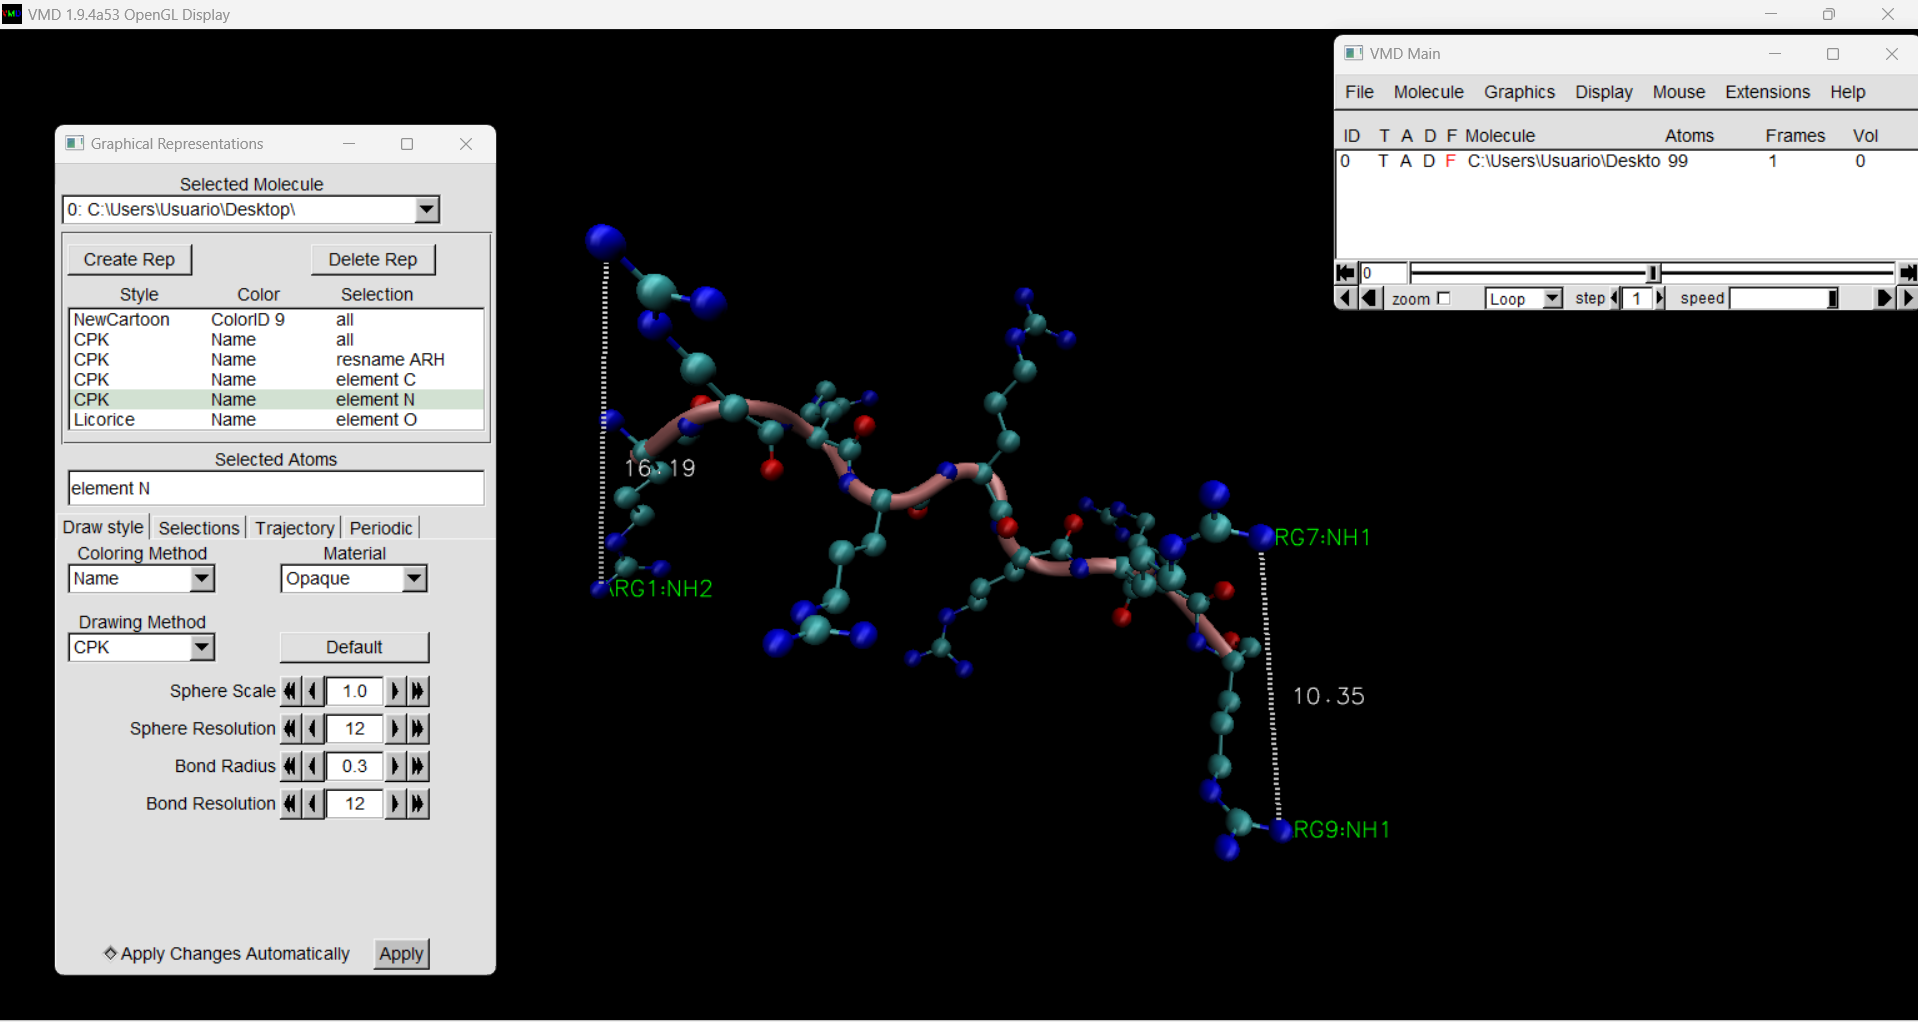 VMD 1.9.4a53 OpenGL Display
VMD Main
File Molecule Graphics Display Mouse Extensions Help
ID T A D F Molecule Atoms Frames Vol
0 T A D F C:\Users\Usuario\Deskto 99 1 0
0
zoom Loop step 1 speed
Graphical Representations
Selected Molecule
0: C:\Users\Usuario\Desktop\
Create Rep Delete Rep
Style Color Selection
NewCartoon ColorID 9 all
CPK Name all
CPK Name resname ARH
CPK Name element C
CPK Name element N
Licorice Name element O
Selected Atoms
element N
Draw style Selections Trajectory Periodic
Coloring Method Material
Name Opaque
Drawing Method
CPK Default
Sphere Scale 1.0
Sphere Resolution 12
Bond Radius 0.3
Bond Resolution 12
Apply Changes Automatically Apply
16.19
ARG1:NH2
RG7:NH1
10.35
RG9:NH1